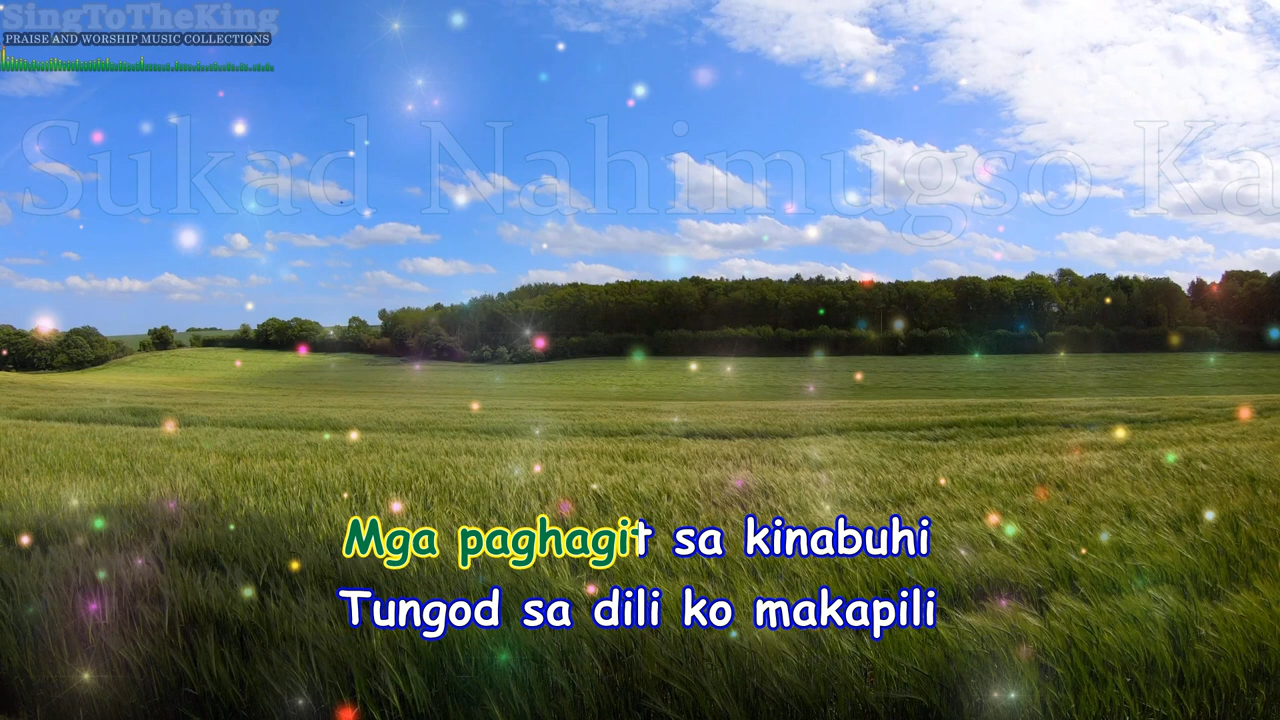 SingToTheKing
PRAISE AND WORSHIP MUSIC COLLECTIONS
Sukad Nahimugso Ka
Mga paghagit sa kinabuhi
Tungod sa dili ko makapili